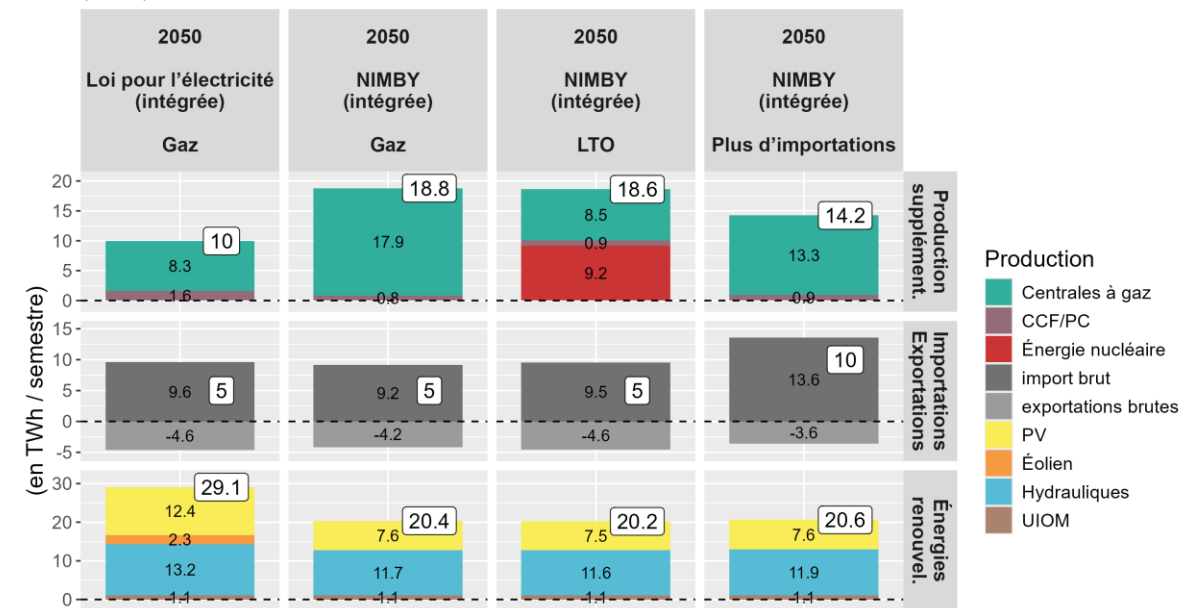 2050
Loi pour l’électricité
(intégrée)
Gaz
2050
NIMBY
(intégrée)
Gaz
2050
NIMBY
(intégrée)
LTO
2050
NIMBY
(intégrée)
Plus d’importations
(en TWh / semestre)
20
15
10
5
0
10
8.3
1.6
18.8
17.9
0.8
18.6
8.5
0.9
9.2
14.2
13.3
0.9
Production
supplément.
15
10
5
0
-5
9.6
5
-4.6
9.2
5
-4.2
9.5
5
-4.6
10
13.6
-3.6
Importations
Exportations
30
20
10
0
29.1
12.4
2.3
13.2
1.1
20.4
7.6
11.7
1.1
20.2
7.5
11.6
1.1
20.6
7.6
11.9
1.1
Énergies
renouvel.
Production
Centrales à gaz
CCF/PC
Énergie nucléaire
import brut
exportations brutes
PV
Éolien
Hydrauliques
UIOM